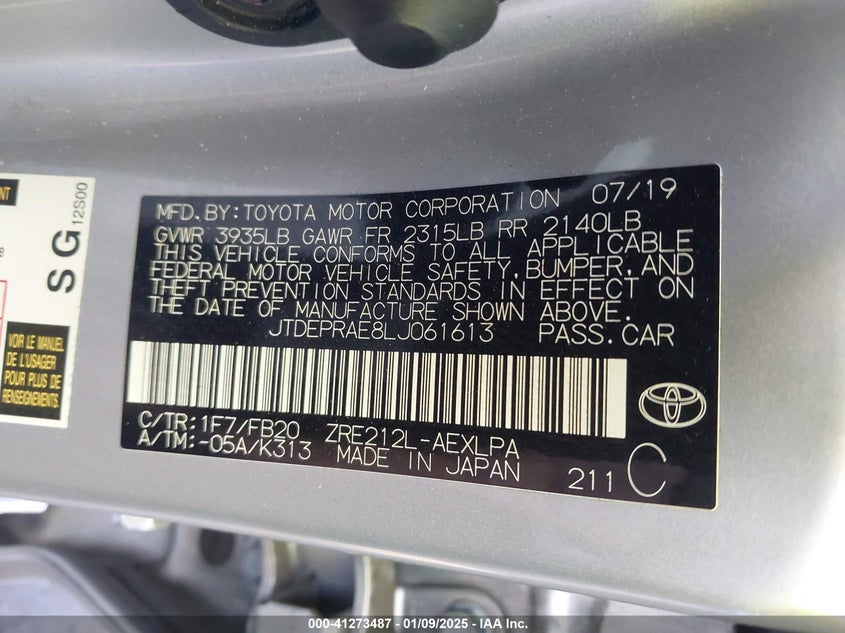 NT
e
SG
12S00
VOIR LE MANUEL
DE L'USAGER
POUR PLUS DE
RENSEIGNEMENTS.
MFD. BY: TOYOTA MOTOR CORPORATION 07/19
GVWR 3935LB GAWR FR 2315LB RR 2140LB
THIS VEHICLE CONFORMS TO ALL APPLICABLE
FEDERAL MOTOR VEHICLE SAFETY, BUMPER, AND
THEFT PREVENTION STANDARDS IN EFFECT ON
THE DATE OF MANUFACTURE SHOWN ABOVE.
JTDEPRAE8LJ061613 PASS. CAR
C/TR: 1F7/FB20 ZRE212L-AEXLPA
A/TM: -05A/K313 MADE IN JAPAN
211 C
000-41273487 - 01/09/2025 - IAA Inc.